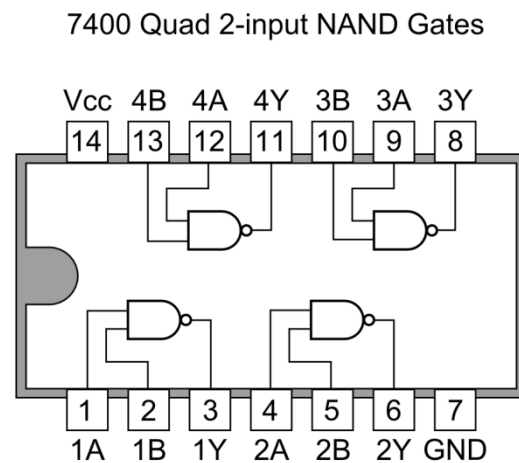 7400 Quad 2-input NAND Gates
Vcc 4B 4A 4Y 3B 3A 3Y
14 13 12 11 10 9 8
1 2 3 4 5 6 7
1A 1B 1Y 2A 2B 2Y GND